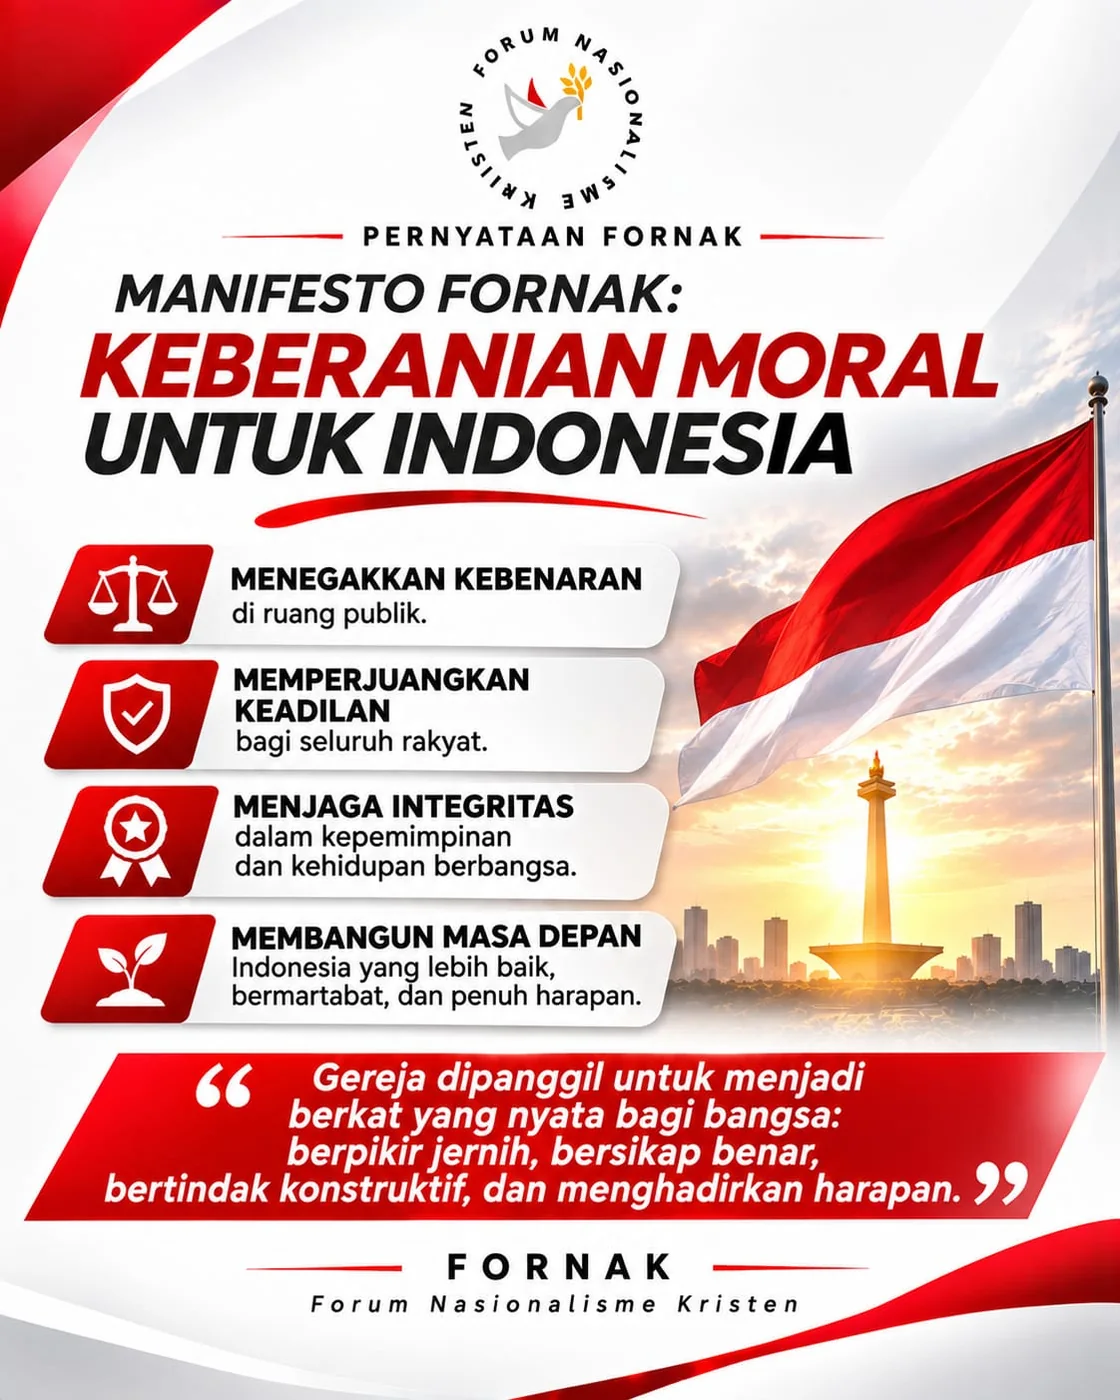 FORUM NASIONALISME KRIISTEN
PERNYATAAN FORNAK
MANIFESTO FORNAK:
KEBERANIAN MORAL
UNTUK INDONESIA
MENEGAKKAN KEBENARAN
di ruang publik.
MEMPERJUANGKAN
KEADILAN
bagi seluruh rakyat.
MENJAGA INTEGRITAS
dalam kepemimpinan
dan kehidupan berbangsa.
MEMBANGUN MASA DEPAN
Indonesia yang lebih baik,
bermartabat, dan penuh harapan.
“ Gereja dipanggil untuk menjadi
berkat yang nyata bagi bangsa:
berpikir jernih, bersikap benar,
bertindak konstruktif, dan menghadirkan harapan. ”
FORNAK
Forum Nasionalisme Kristen